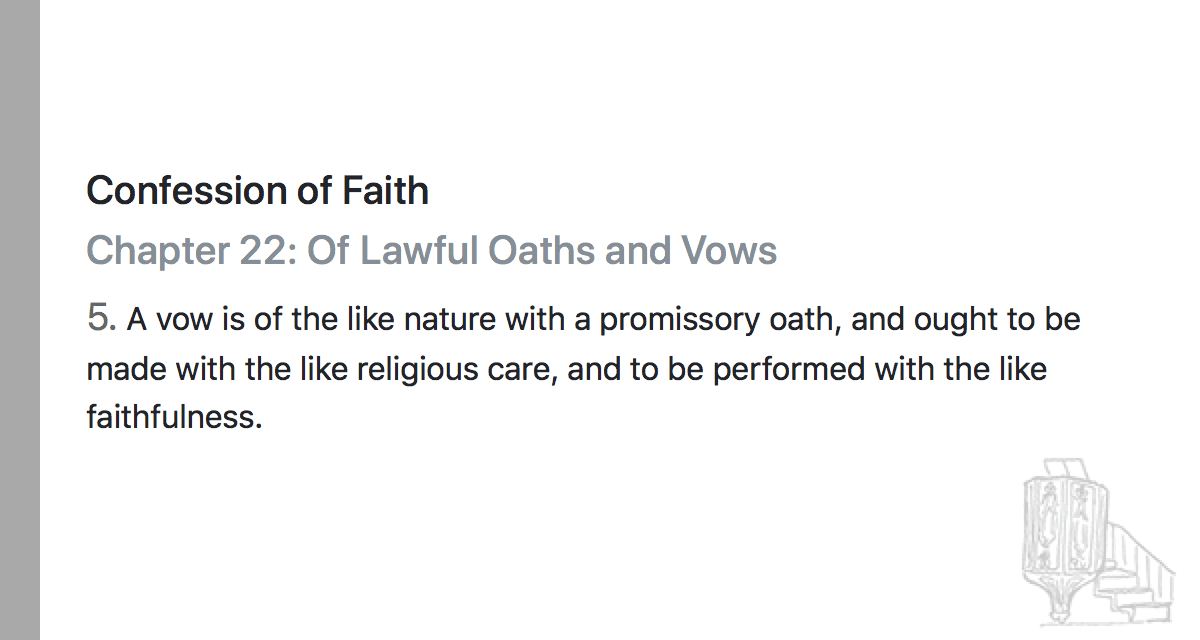 Confession of Faith
Chapter 22: Of Lawful Oaths and Vows
5. A vow is of the like nature with a promissory oath, and ought to be
made with the like religious care, and to be performed with the like
faithfulness.